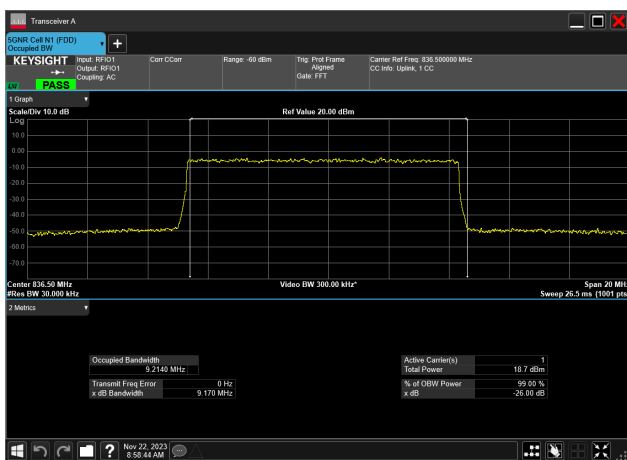 Transceiver A
5GNR Cell N1 (FDD)
Occupied BW
KEYSIGHT
Input: RFIO1
Output: RFIO1
Coupling: AC
Corr CCorr
Range: -60 dBm
Trig: Prot Frame
Aligned
Gate: FFT
Carrier Ref Freq: 836.500000 MHz
CC Info: Uplink, 1 CC
PASS
1 Graph
Scale/Div 10.0 dB
Ref Value 20.00 dBm
Log
10.0
0.00
-10.0
-20.0
-30.0
-40.0
-50.0
-60.0
-70.0
Center 836.50 MHz
Video BW 300.00 kHz*
Span 20 MH
#Res BW 30.000 kHz
Sweep 26.5 ms (1001 pts
2 Metrics
Occupied Bandwidth
9.2140 MHz
Transmit Freq Error 0 Hz
x dB Bandwidth 9.170 MHz
Active Carrier(s) 1
Total Power 18.7 dBm
% of OBW Power 99.00 %
x dB -26.00 dB
?
Nov 22, 2023
8:58:44 AM